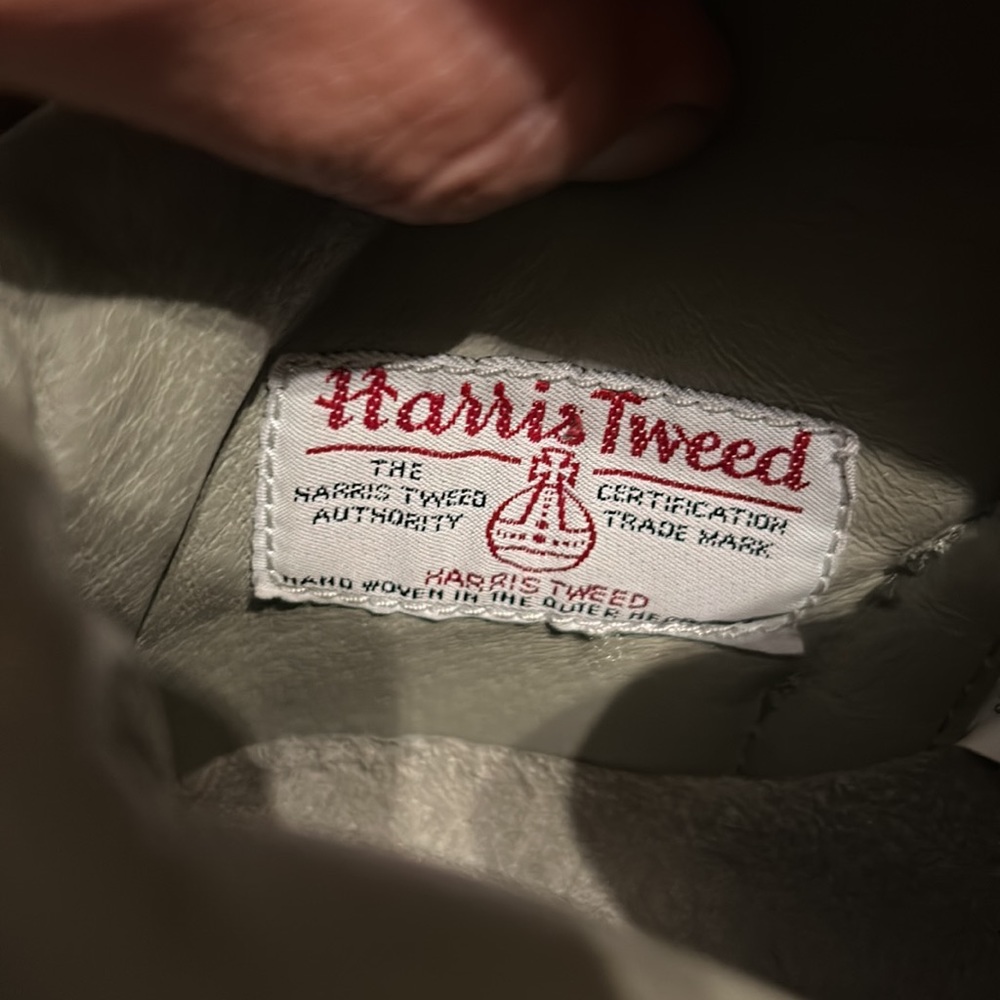 Harris Tweed
THE
HARRIS TWEED
AUTHORITY
CERTIFICATION
TRADE MARK
HARRIS TWEED
HAND WOVEN IN THE OUTER